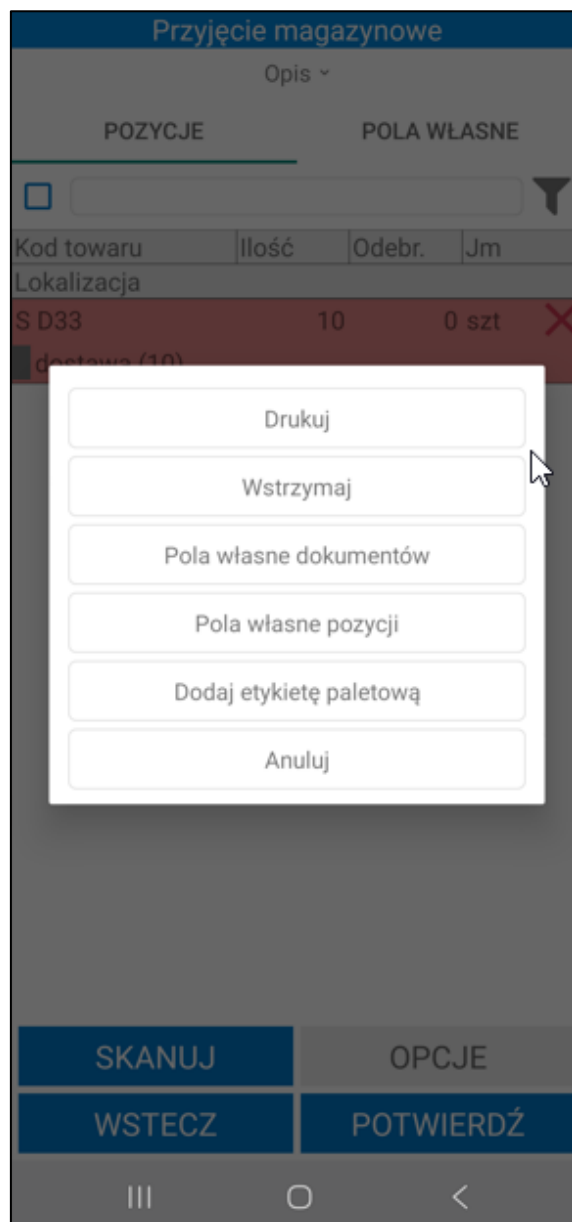 Przyjęcie magazynowe
Opis
POZYCJE POLA WŁASNE
Kod towaru Ilość Odebr. Jm
Lokalizacja
S D33 10 0 szt
dostawa (10)
Drukuj
Wstrzymaj
Pola własne dokumentów
Pola własne pozycji
Dodaj etykietę paletową
Anuluj
SKANUJ OPCJE
WSTECZ POTWIERDŹ